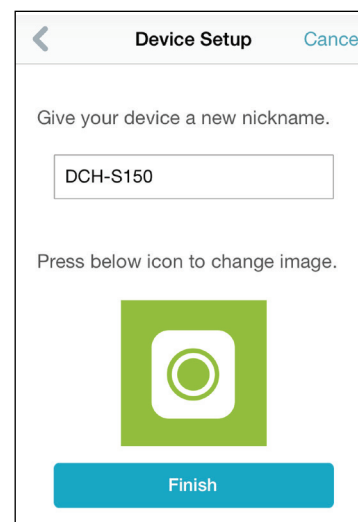 Device Setup Cance
Give your device a new nickname.
DCH-S150
Press below icon to change image.
Finish